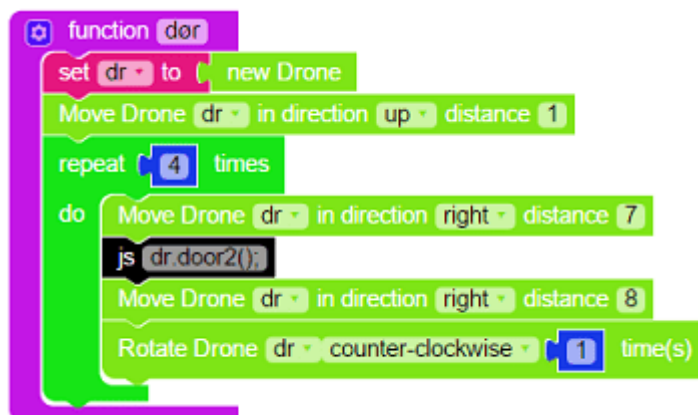 function dør
set dr to new Drone
Move Drone dr in direction up distance 1
repeat 4 times
do Move Drone dr in direction right distance 7
js dr.door2();
Move Drone dr in direction right distance 8
Rotate Drone dr counter-clockwise 1 time(s)